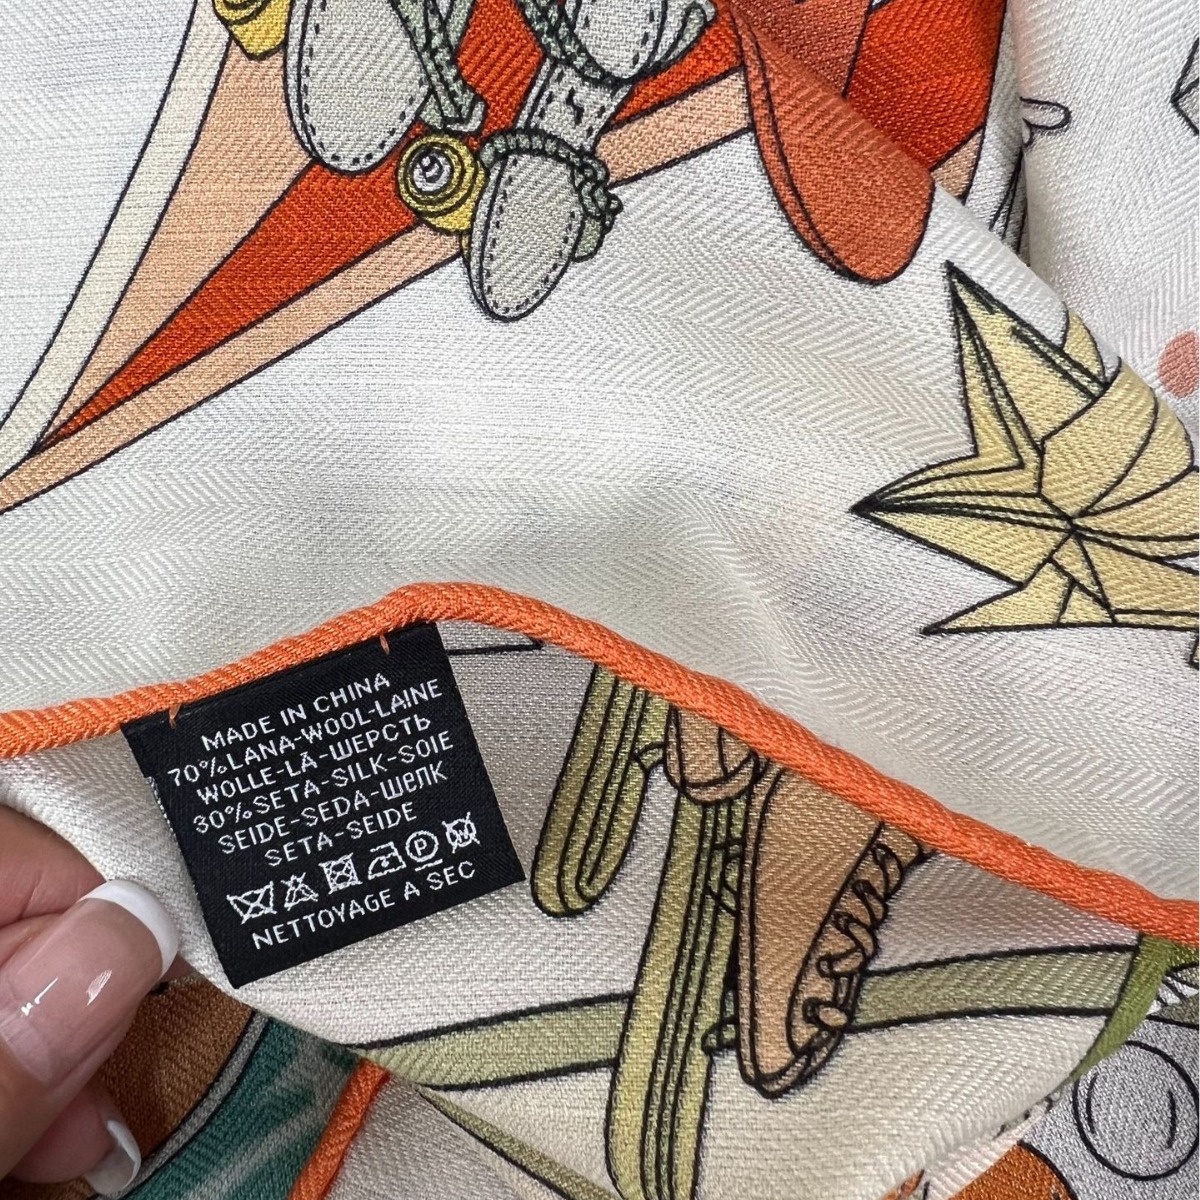 MADE IN CHINA
70%LANA-WOOL-LAINE
WOLLE-LÃ-ШЕРСТЬ
30%SETA-SILK-SOIE
SEIDE-SEDA-ШЕЛК
SETA-SEIDE
P
NETTOYAGE A SEC